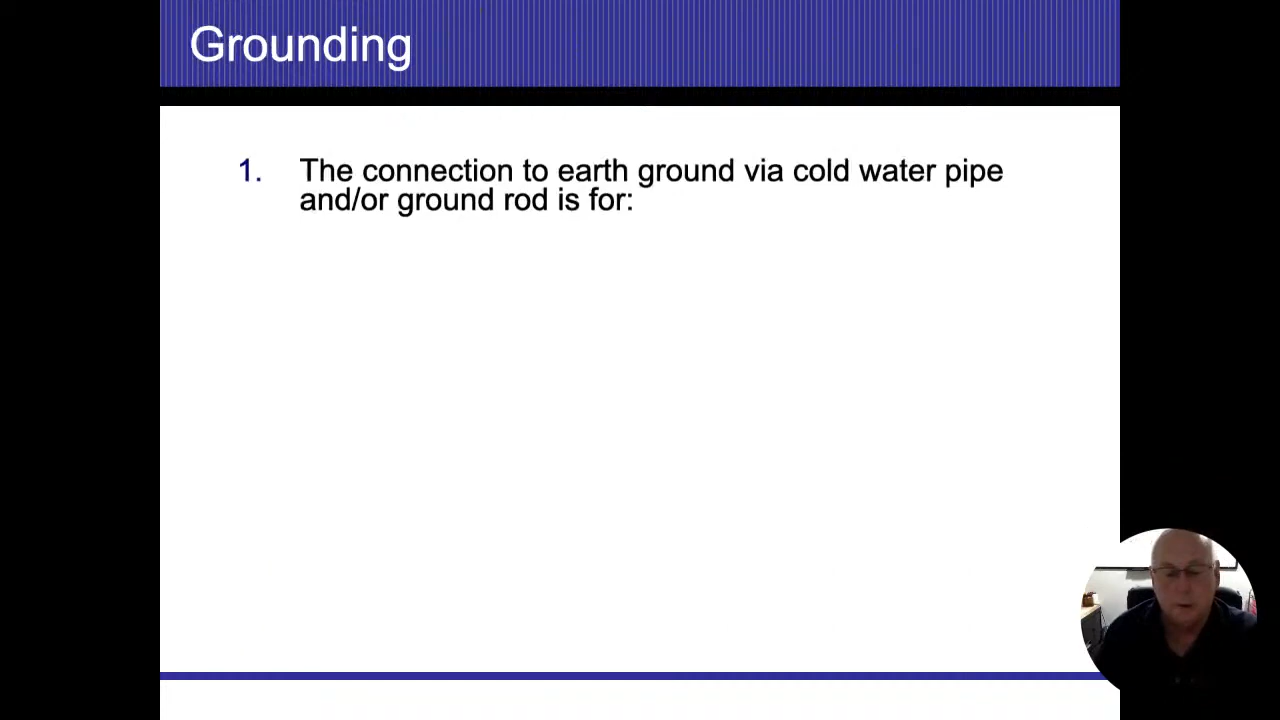 Grounding
1. The connection to earth ground via cold water pipe
and/or ground rod is for: